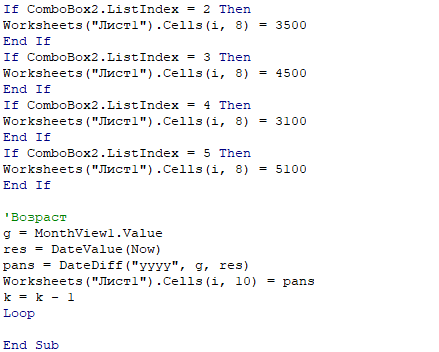 If ComboBox2.ListIndex = 2 Then
Worksheets("Лист1").Cells(i, 8) = 3500
End If
If ComboBox2.ListIndex = 3 Then
Worksheets("Лист1").Cells(i, 8) = 4500
End If
If ComboBox2.ListIndex = 4 Then
Worksheets("Лист1").Cells(i, 8) = 3100
End If
If ComboBox2.ListIndex = 5 Then
Worksheets("Лист1").Cells(i, 8) = 5100
End If
'Возраст
g = MonthView1.Value
res = DateValue(Now)
pans = DateDiff("yyyy", g, res)
Worksheets("Лист1").Cells(i, 10) = pans
k = k - 1
Loop
End Sub